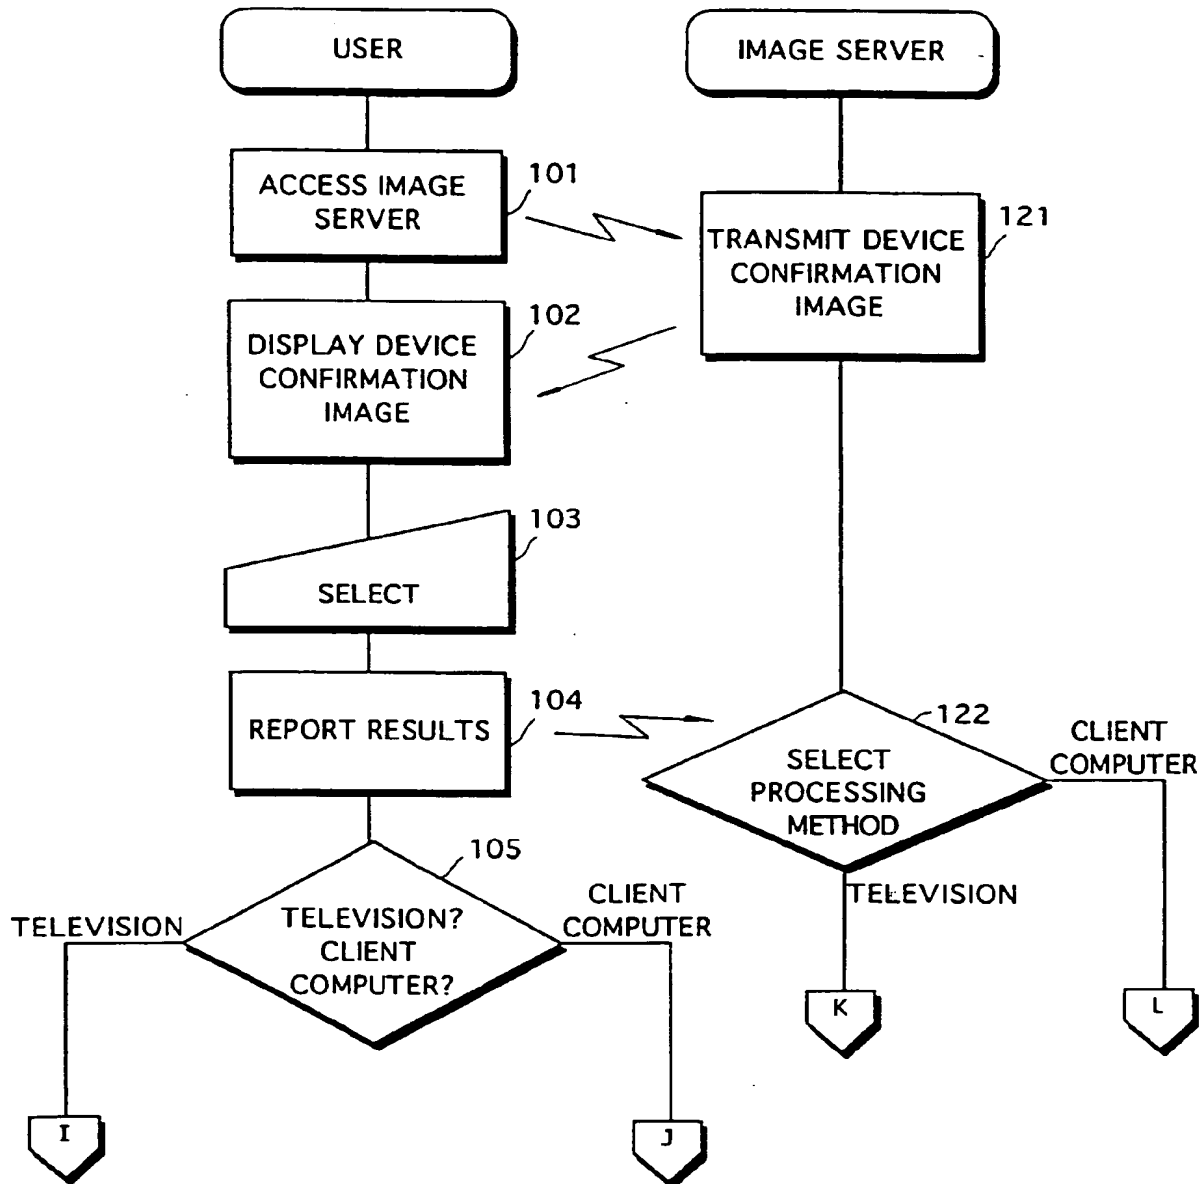 USER
IMAGE SERVER
ACCESS IMAGE
SERVER
101
TRANSMIT DEVICE
CONFIRMATION
IMAGE
121
DISPLAY DEVICE
CONFIRMATION
IMAGE
102
SELECT
103
REPORT RESULTS
104
SELECT
PROCESSING
METHOD
122
CLIENT
COMPUTER
TELEVISION
TELEVISION?
CLIENT
COMPUTER?
105
TELEVISION
CLIENT
COMPUTER
K
L
I
J